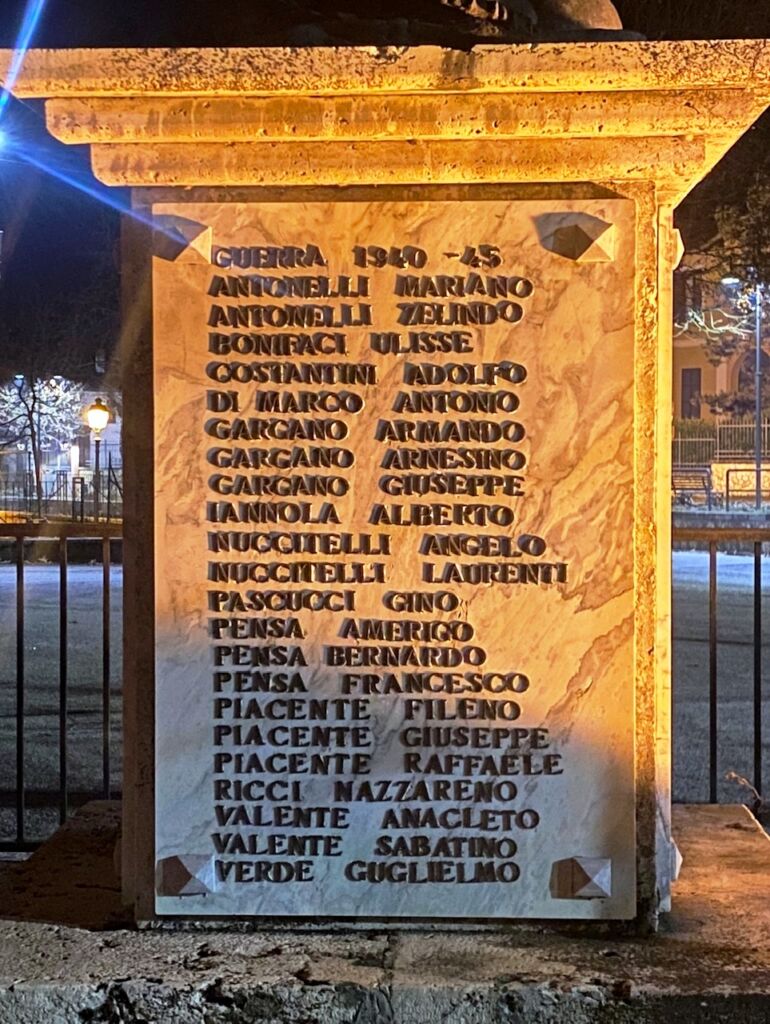 GUERRA 1940-45
ANTONELLI MARIANO
ANTONELLI ZELINDO
BONIFACI ULISSE
COSTANTINI ADOLFO
DI MARCO ANTONIO
GARGANO ARMANDO
GARGANO ARNESINO
GARGANO GIUSEPPE
IANNOLA ALBERTO
NUCCITELLI ANGELO
NUCCITELLI LAURENTI
PASCUCCI GINO
PENSA AMERIGO
PENSA BERNARDO
PENSA FRANCESCO
PIACENTE FILENO
PIACENTE GIUSEPPE
PIACENTE RAFFAELE
RICCI NAZZARENO
VALENTE ANACLETO
VALENTE SABATINO
VERDE GUGLIELMO